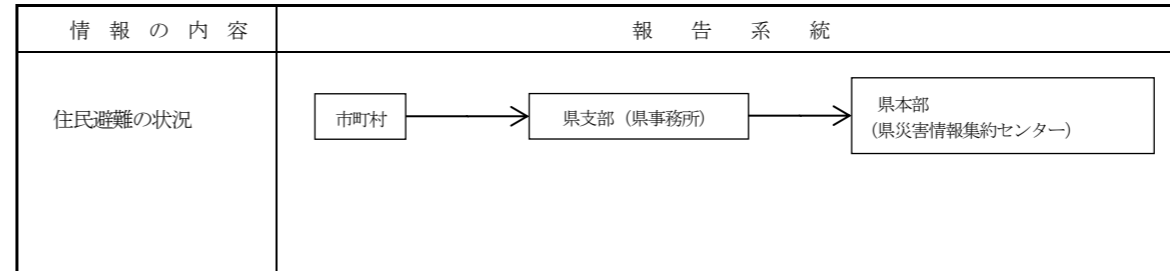 情報の内容
報告系統
住民避難の状況
市町村
県支部（県事務所）
県本部
（県災害情報集約センター）